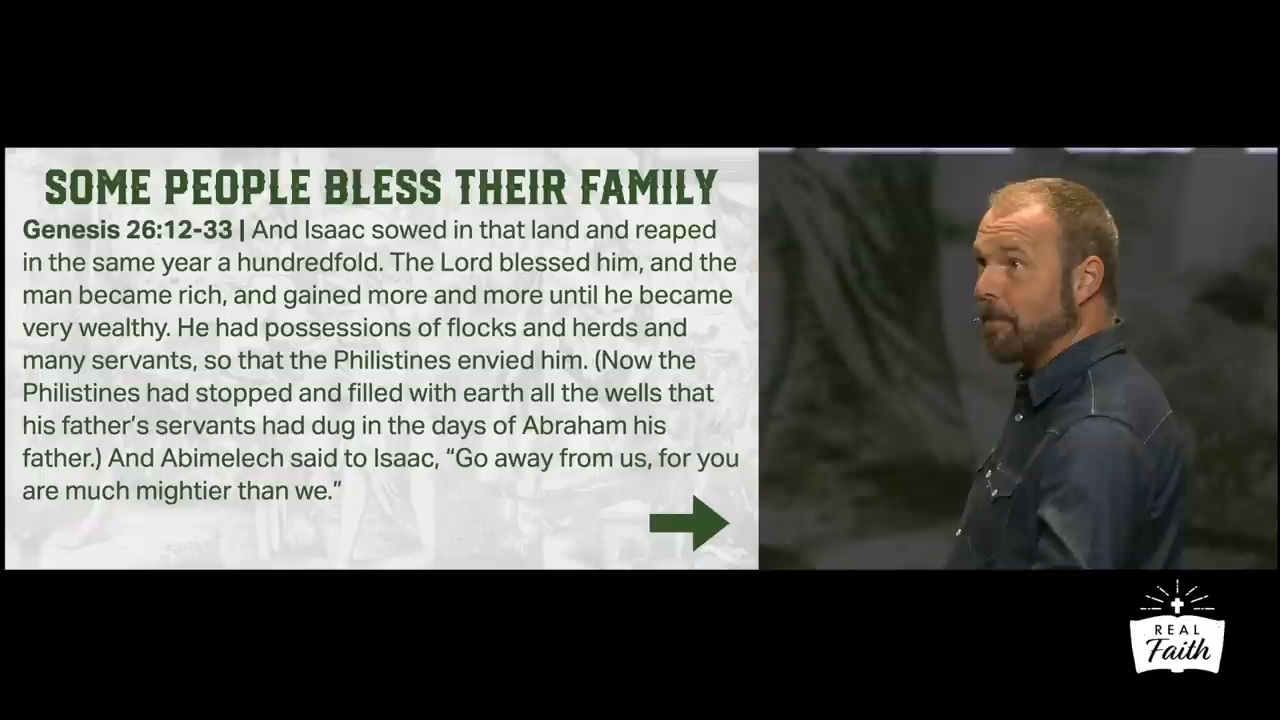 SOME PEOPLE BLESS THEIR FAMILY
Genesis 26:12-33 | And Isaac sowed in that land and reaped
in the same year a hundredfold. The Lord blessed him, and the
man became rich, and gained more and more until he became
very wealthy. He had possessions of flocks and herds and
many servants, so that the Philistines envied him. (Now the
Philistines had stopped and filled with earth all the wells that
his father’s servants had dug in the days of Abraham his
father.) And Abimelech said to Isaac, “Go away from us, for you
are much mightier than we.”
REAL
Faith